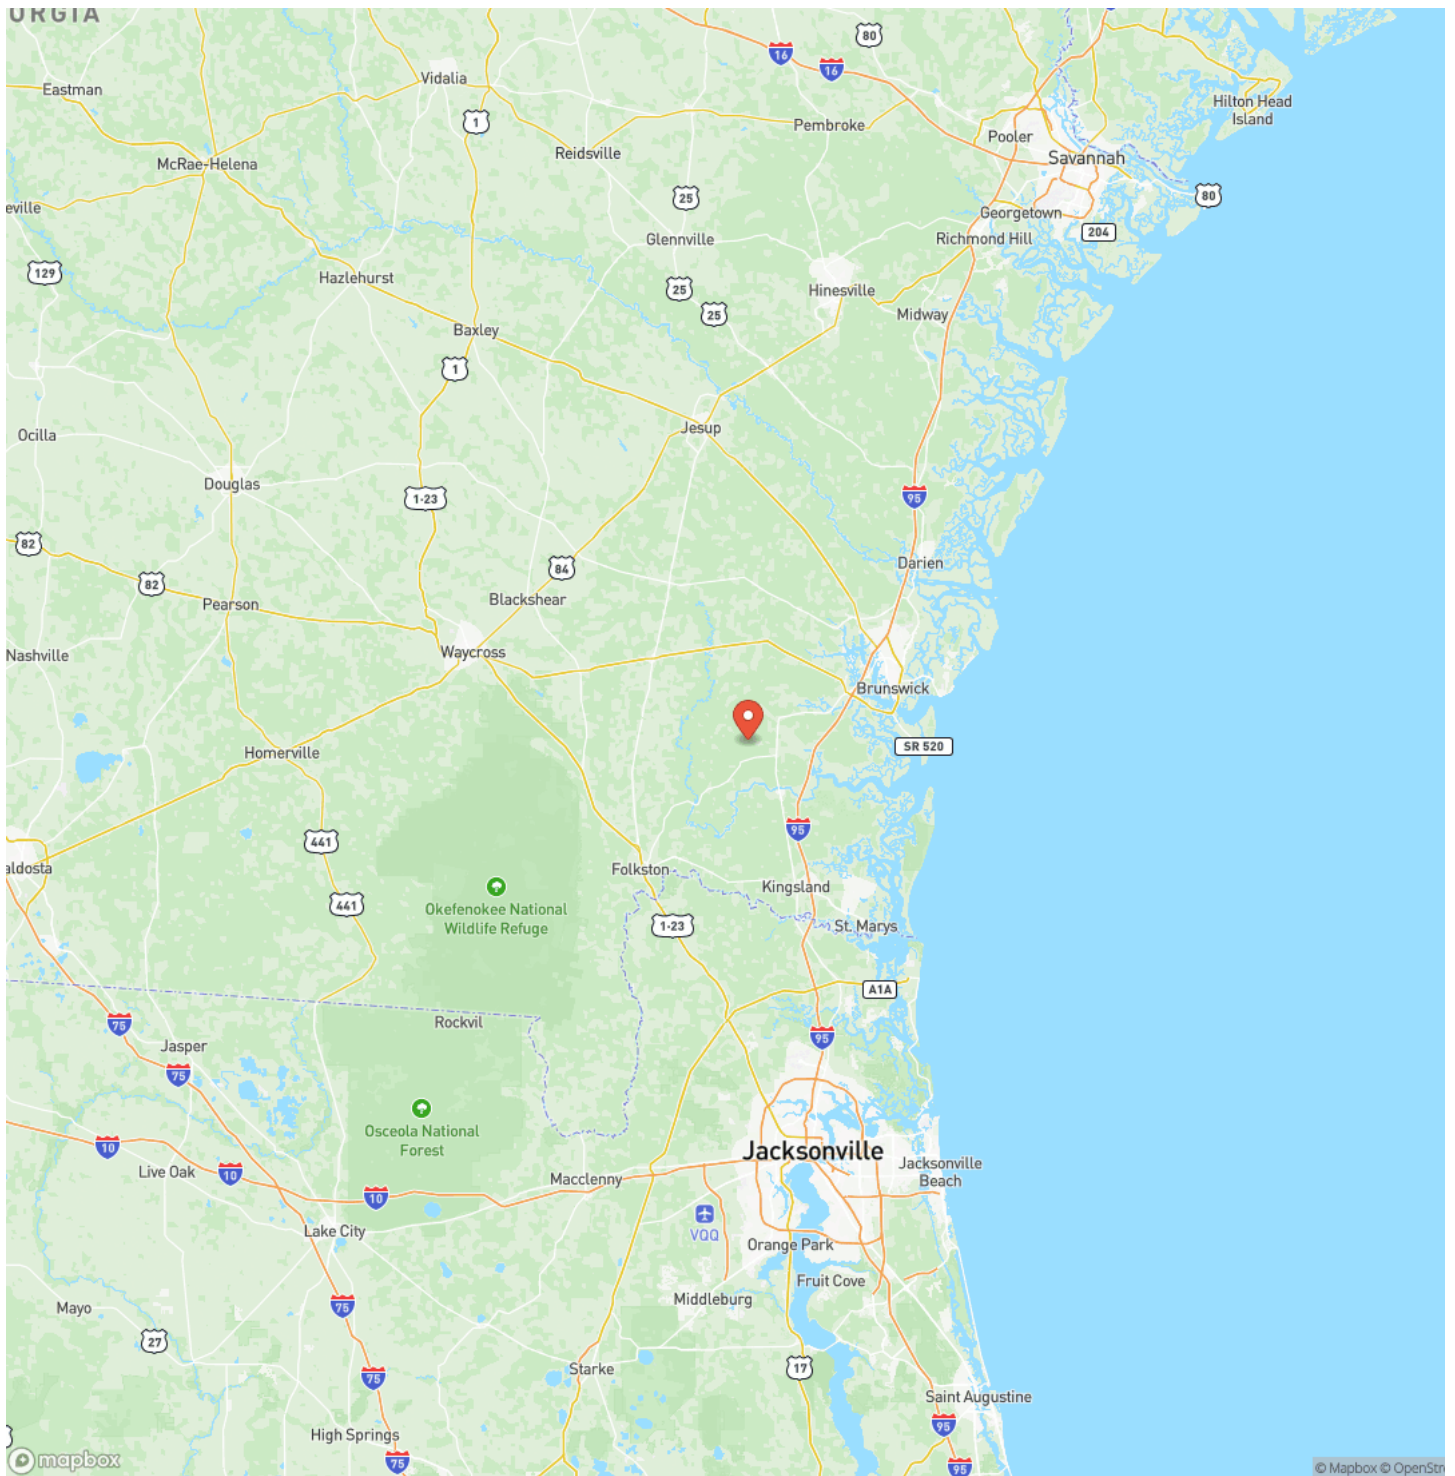 ORGIA
80
16
16
Vidalia
Eastman
Hilton Head
Island
1
Pembroke
Pooler
Reidsville
Savannah
McRae-Helena
25
80
eville
Georgetown
204
Glennville
Richmond Hill
129
Hazlehurst
25
Hinesville
25
Midway
Baxley
1
Jesup
Ocilla
Douglas
1-23
95
82
84
Darien
82
Blackshear
Pearson
Waycross
Nashville
Brunswick
SR 520
Homerville
95
441
aldosta
Folkston
Kingsland
Okefenokee National
Wildlife Refuge
441
1-23
St. Marys
A1A
75
Rockvil
95
Jasper
75
Osceola National
Forest
10
Jacksonville
Live Oak
10
Macclenny
Jacksonville
Beach
10
VQQ
Lake City
Orange Park
Fruit Cove
75
Middleburg
Mayo
27
Starke
17
75
Saint Augustine
95
High Springs
75
95
mapbox
© Mapbox © OpenStr